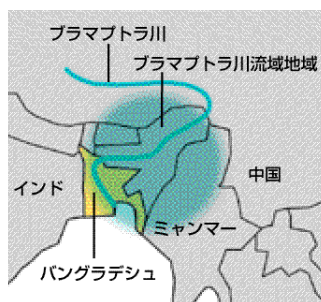 ブラマプトラ川
ブラマプトラ川流域地域
中国
インド
ミャンマー
バングラデシュ